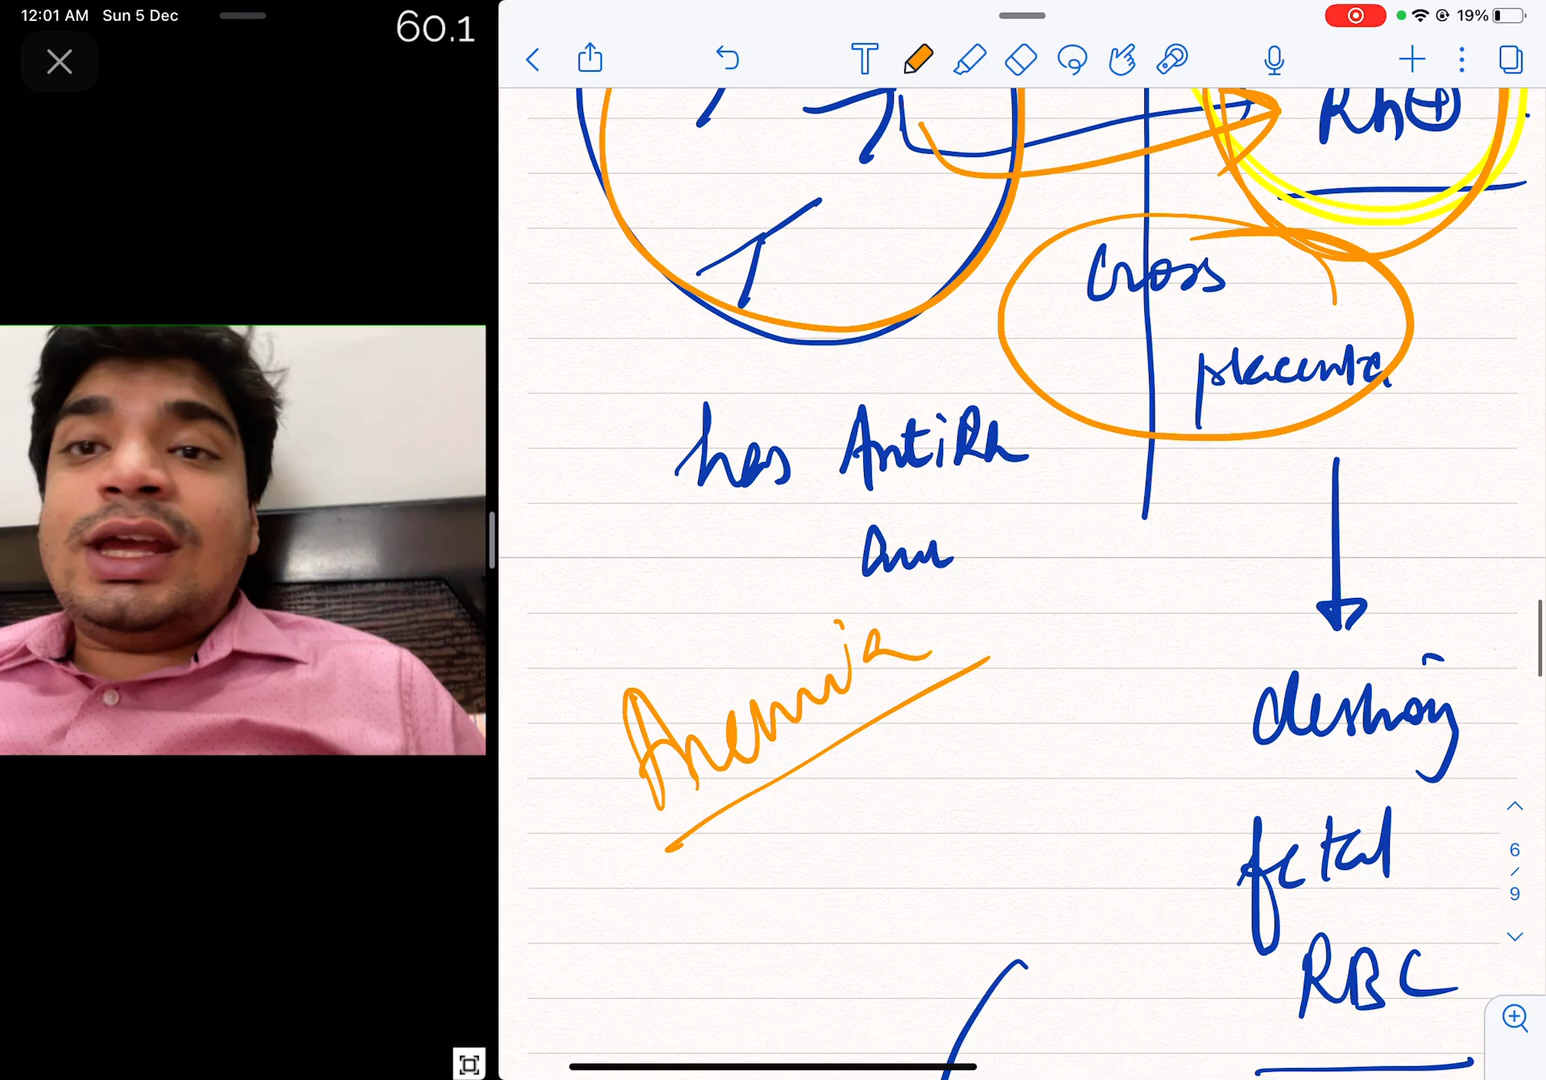 12:01 AM Sun 5 Dec
60.1
19%
T
Rh⊕
Cross
placenta
has AntiRh
Anemia
destroy
fetal
RBC
6
/
9